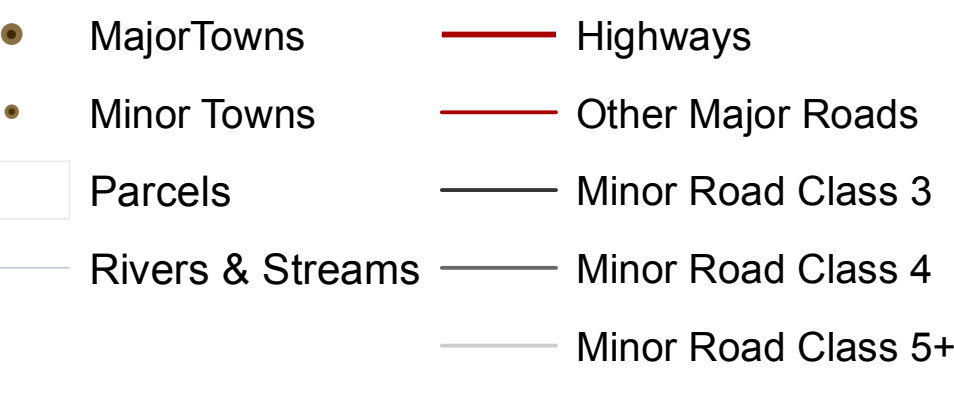 MajorTowns
Minor Towns
Parcels
Rivers & Streams
Highways
Other Major Roads
Minor Road Class 3
Minor Road Class 4
Minor Road Class 5+